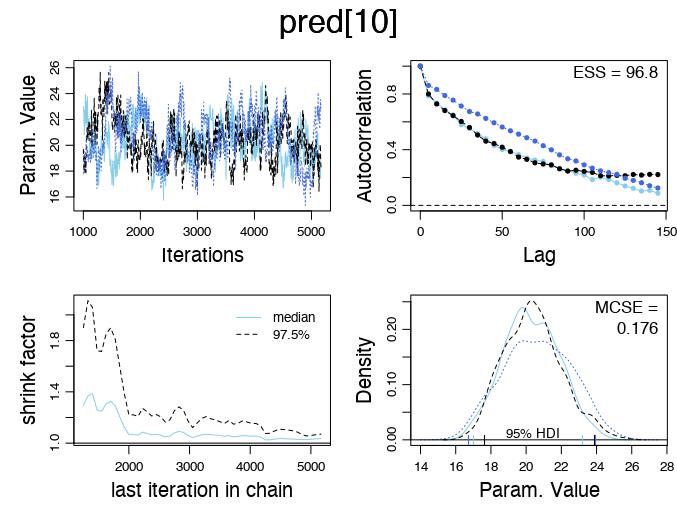 pred[10]
Param. Value
16 18 20 22 24 26
1000 2000 3000 4000 5000
Iterations
Autocorrelation
0.0 0.4 0.8
ESS = 96.8
0 50 100 150
Lag
shrink factor
1.0 1.4 1.8
median
97.5%
2000 3000 4000 5000
last iteration in chain
Density
0.00 0.10 0.20
MCSE =
0.176
95% HDI
14 16 18 20 22 24 26 28
Param. Value